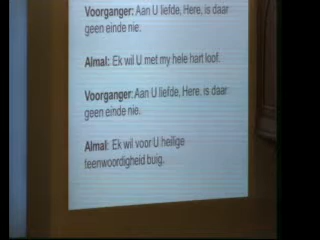 Voorganger: Aan U liefde, Here, is daar
geen einde nie.
Almal: Ek wil U met my hele hart loof.
Voorganger: Aan U liefde, Here, is daar
geen einde nie.
Almal: Ek wil voor U heilige
teenwoordigheid buig.